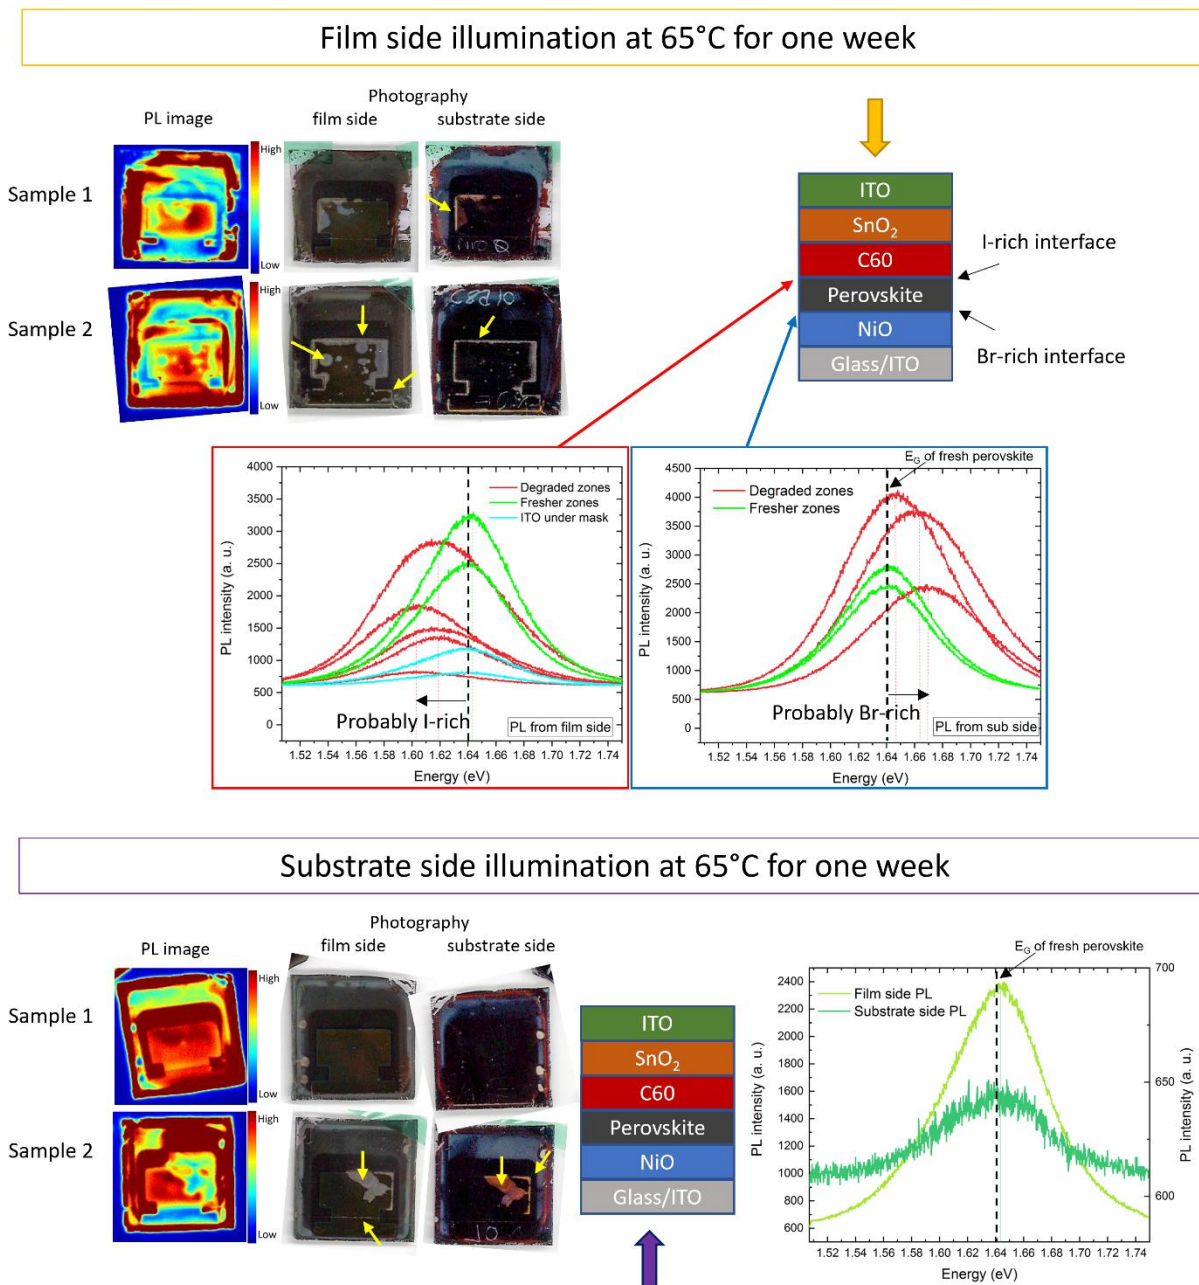 Film side illumination at 65°C for one week
Photography
PL image
film side
substrate side
Sample 1
High
Low
Sample 2
High
Low
ITO
SnO2
C60
Perovskite
NiO
Glass/ITO
I-rich interface
Br-rich interface
4000
3500
3000
2500
2000
1500
1000
500
0
PL intensity (a. u.)
Degraded zones
Fresher zones
ITO under mask
Probably I-rich
PL from film side
1.52 1.54 1.56 1.58 1.60 1.62 1.64 1.66 1.68 1.70 1.72 1.74
Energy (eV)
EG of fresh perovskite
4500
4000
3500
3000
2500
2000
1500
1000
500
0
PL intensity (a. u.)
Degraded zones
Fresher zones
Probably Br-rich
PL from sub side
1.52 1.54 1.56 1.58 1.60 1.62 1.64 1.66 1.68 1.70 1.72 1.74
Energy (eV)
Substrate side illumination at 65°C for one week
Photography
PL image
film side
substrate side
Sample 1
High
Low
Sample 2
High
Low
10
ITO
SnO2
C60
Perovskite
NiO
Glass/ITO
EG of fresh perovskite
2400
2200
2000
1800
1600
1400
1200
1000
800
600
PL intensity (a. u.)
Film side PL
Substrate side PL
700
650
600
PL intensity (a. u.)
1.52 1.54 1.56 1.58 1.60 1.62 1.64 1.66 1.68 1.70 1.72 1.74
Energy (eV)